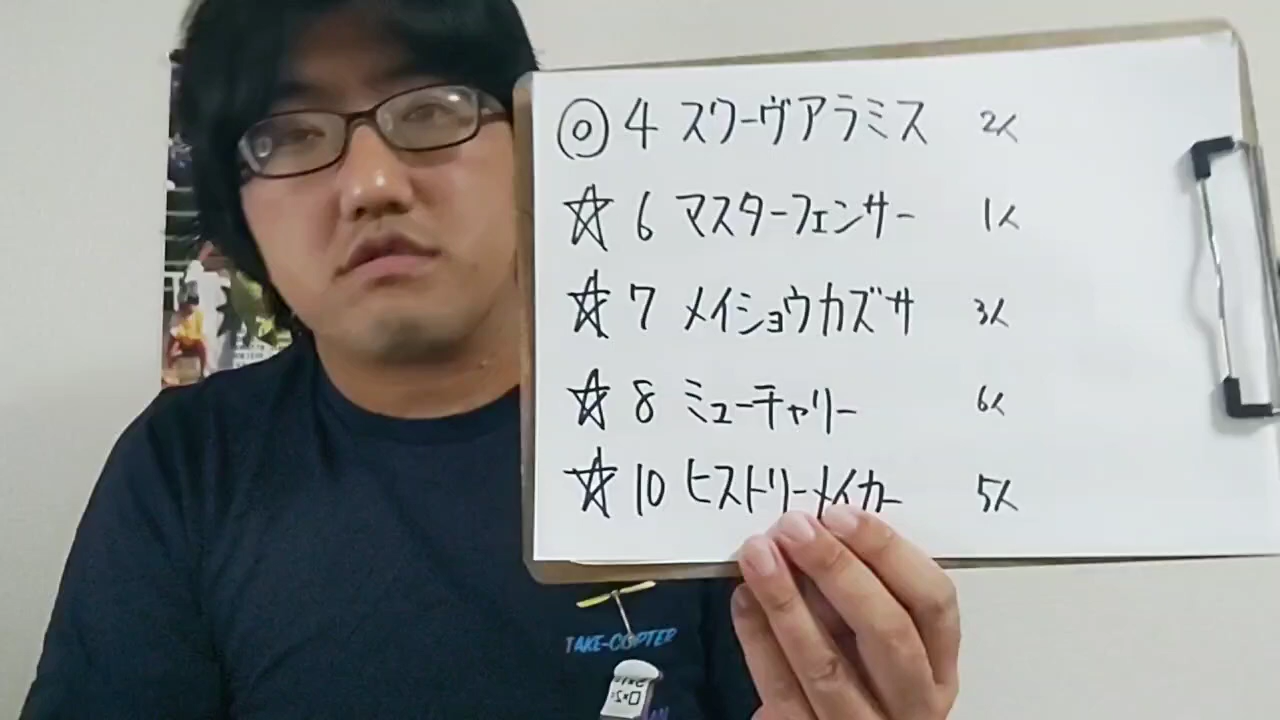 ◎ 4 スワーヴアラミス 2人
☆ 6 マスターフェンサー 1人
☆ 7 メイショウカズサ 3人
☆ 8 ミューチャリー 6人
☆ 10 ヒストリーメイカー 5人
TAKE-COPTER